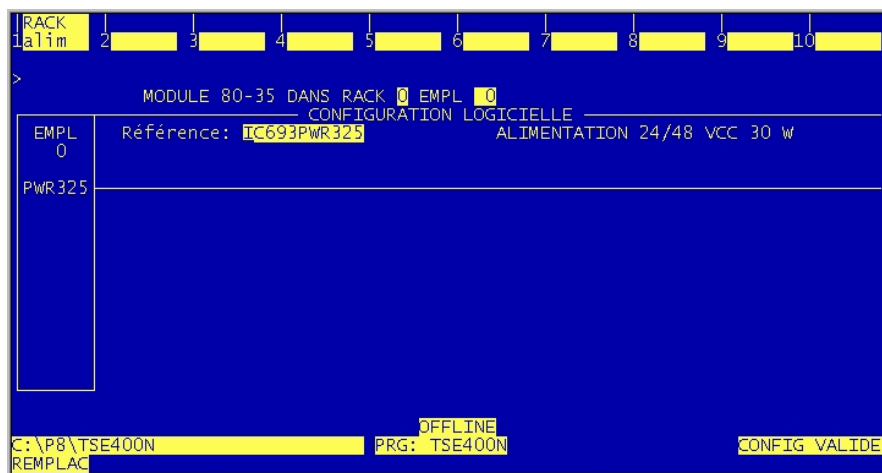 RACK
1alim 2 3 4 5 6 7 8 9 10
>
MODULE 80-35 DANS RACK 0 EMPL 0
CONFIGURATION LOGICIELLE
EMPL Référence: IC693PWR325 ALIMENTATION 24/48 VCC 30 W
0
PWR325
OFFLINE
C:\P8\TSE400N PRG: TSE400N CONFIG VALIDE
REMPLAC